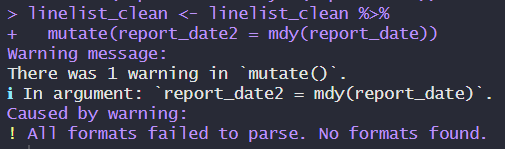 > linelist_clean <- linelist_clean %>%
+   mutate(report_date2 = mdy(report_date))
Warning message:
There was 1 warning in `mutate()`.
ℹ In argument: `report_date2 = mdy(report_date)`.
Caused by warning:
! All formats failed to parse. No formats found.